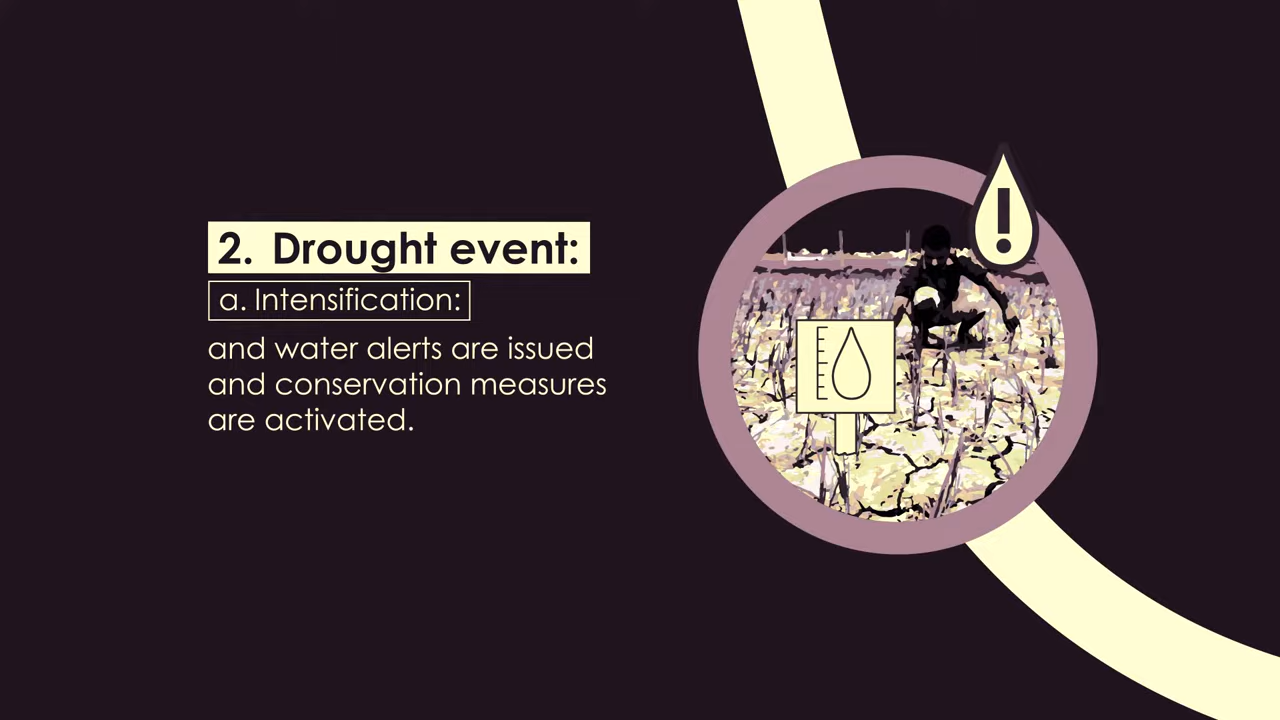 2. Drought event:
a. Intensification:
and water alerts are issued
and conservation measures
are activated.
!